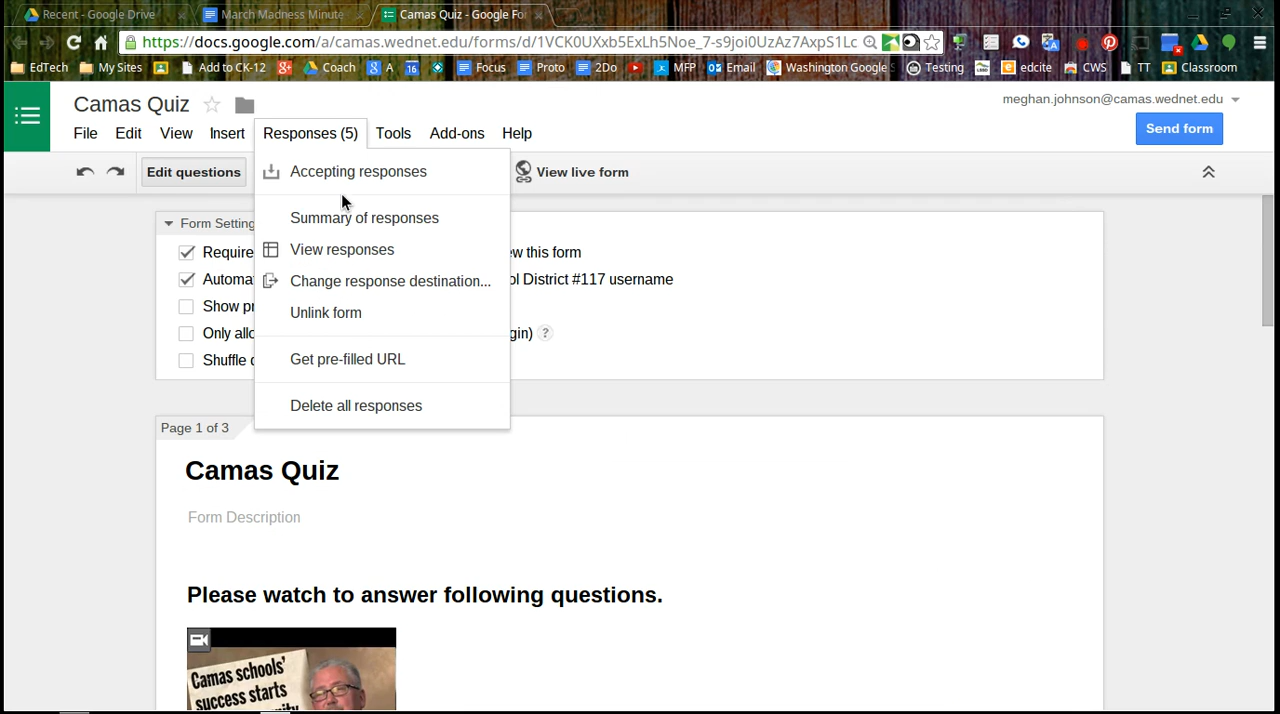 Recent - Google Drive
March Madness Minute
Camas Quiz - Google For
https://docs.google.com/a/camas.wednet.edu/forms/d/1VCK0UXxb5ExLh5Noe_7-s9joi0UzAz7AxpS1Lc
EdTech My Sites Add to CK-12 Coach A 16 Focus Proto 2Do MFP Email Washington Google Testing edcite CWS TT Classroom
Camas Quiz
meghan.johnson@camas.wednet.edu
File Edit View Insert Responses (5) Tools Add-ons Help
Send form
Edit questions
Accepting responses
View live form
Summary of responses
Form Setting
Require
View responses
ew this form
Automa
Change response destination...
ol District #117 username
Show pr
Unlink form
Only allo
gin) ?
Shuffle
Get pre-filled URL
Delete all responses
Page 1 of 3
Camas Quiz
Form Description
Please watch to answer following questions.
Camas schools'
success starts